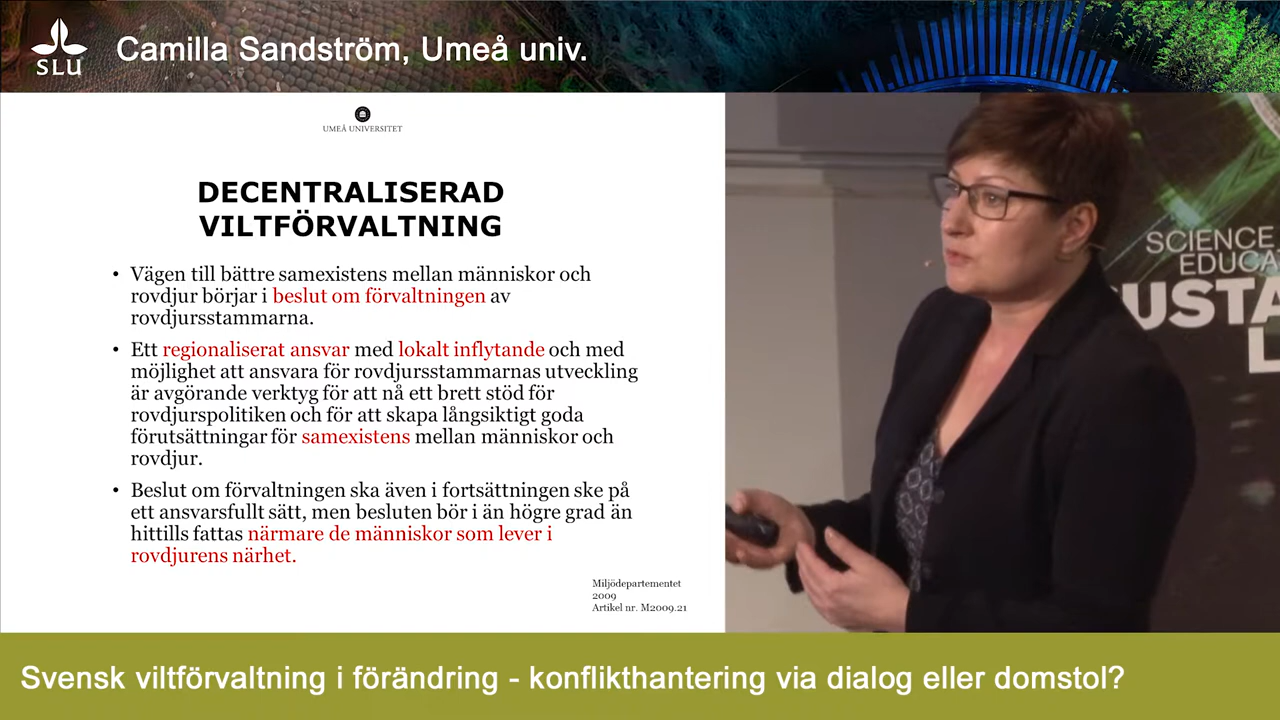 SLU
Camilla Sandström, Umeå univ.
UMEÅ UNIVERSITET
DECENTRALISERAD
VILTFÖRVALTNING
• Vägen till bättre samexistens mellan människor och
rovdjur börjar i beslut om förvaltningen av
rovdjursstammarna.
• Ett regionaliserat ansvar med lokalt inflytande och med
möjlighet att ansvara för rovdjursstammarnas utveckling
är avgörande verktyg för att nå ett brett stöd för
rovdjurspolitiken och för att skapa långsiktigt goda
förutsättningar för samexistens mellan människor och
rovdjur.
• Beslut om förvaltningen ska även i fortsättningen ske på
ett ansvarsfullt sätt, men besluten bör i än högre grad än
hittills fattas närmare de människor som lever i
rovdjurens närhet.
Miljödepartementet
2009
Artikel nr. M2009.21
SCIENCE
EDUCA
USTA
L
Svensk viltförvaltning i förändring - konflikthantering via dialog eller domstol?